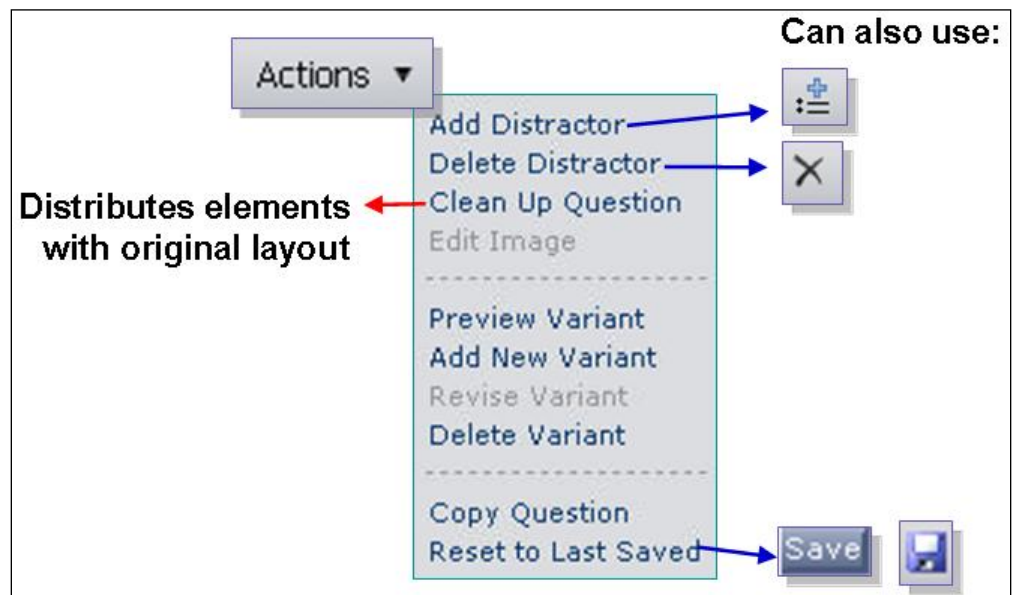 Can also use:
Actions
Add Distractor
Delete Distractor
Distributes elements
with original layout
Clean Up Question
Edit Image
Preview Variant
Add New Variant
Revise Variant
Delete Variant
Copy Question
Reset to Last Saved
Save